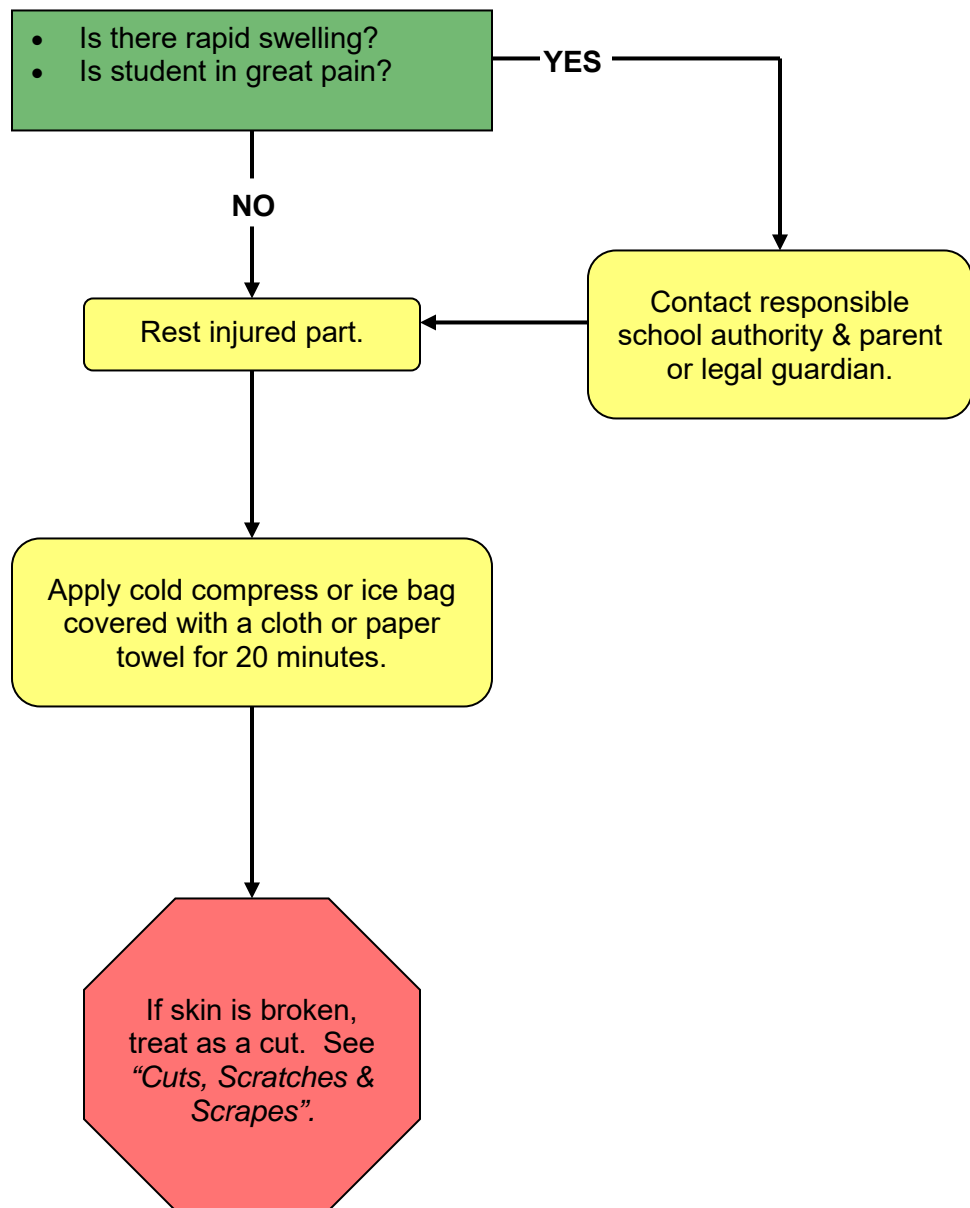 • Is there rapid swelling?
• Is student in great pain?
YES
NO
Contact responsible
school authority & parent
or legal guardian.
Rest injured part.
Apply cold compress or ice bag
covered with a cloth or paper
towel for 20 minutes.
If skin is broken,
treat as a cut.  See
“Cuts, Scratches &
Scrapes”.